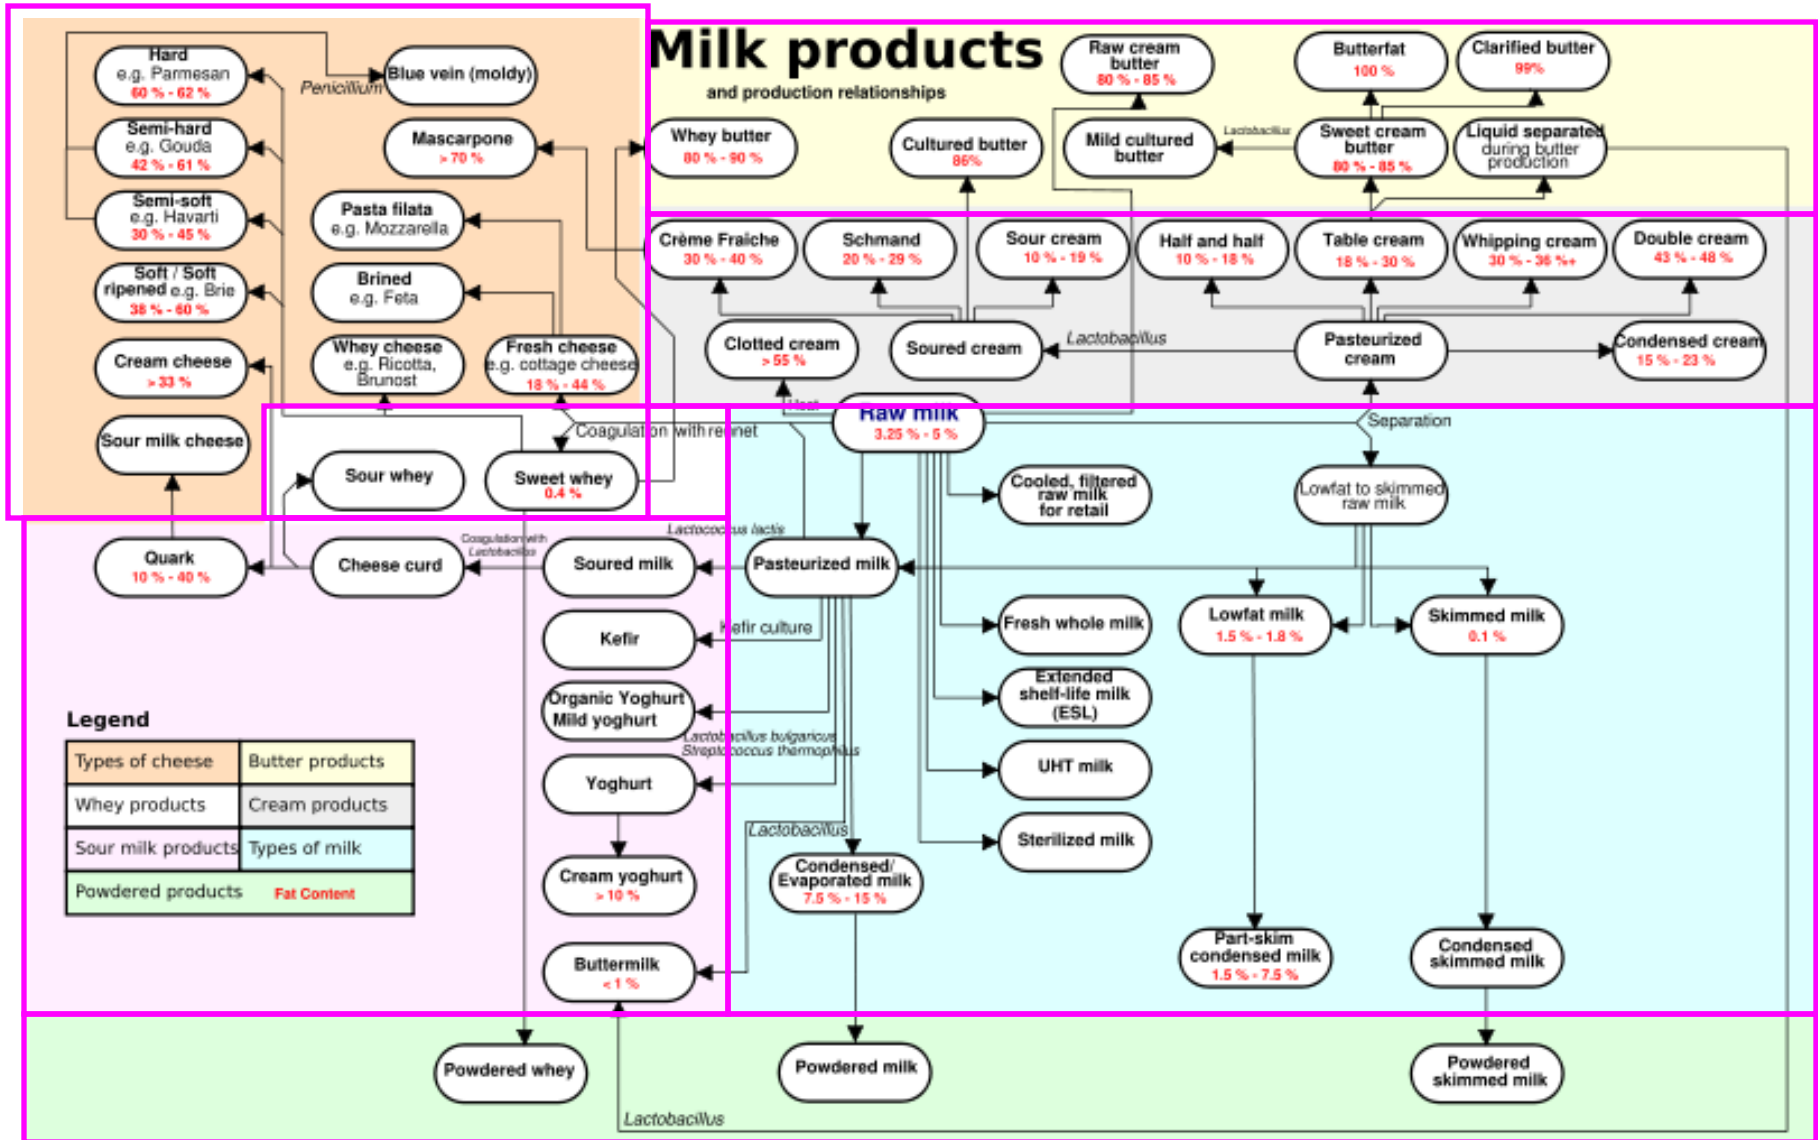 Milk products
and production relationships
Hard
e.g. Parmesan
60 % - 62 %
Penicillium
Blue vein (moldy)
Semi-hard
e.g. Gouda
42 % - 61 %
Mascarpone
> 70 %
Semi-soft
e.g. Havarti
30 % - 45 %
Pasta filata
e.g. Mozzarella
Soft / Soft
ripened e.g. Brie
38 % - 60 %
Brined
e.g. Feta
Cream cheese
> 33 %
Whey cheese
e.g. Ricotta,
Brunost
Fresh cheese
e.g. cottage cheese
18 % - 44 %
Sour milk cheese
Raw cream
butter
80 % - 85 %
Butterfat
100 %
Clarified butter
99%
Whey butter
80 % - 90 %
Cultured butter
86%
Mild cultured
butter
Lactobacillus
Sweet cream
butter
80 % - 85 %
Liquid separated
during butter
production
Crème Fraiche
30 % - 40 %
Schmand
20 % - 29 %
Sour cream
10 % - 19 %
Half and half
10 % - 18 %
Table cream
18 % - 30 %
Whipping cream
30 % - 36 %+
Double cream
43 % - 48 %
Clotted cream
> 55 %
Soured cream
Lactobacillus
Pasteurized
cream
Condensed cream
15 % - 23 %
Heat
Raw milk
3.25 % - 5 %
Separation
Coagulation with rennet
Sour whey
Sweet whey
0.4 %
Cooled, filtered
raw milk
for retail
Lowfat to skimmed
raw milk
Quark
10 % - 40 %
Cheese curd
Coagulation with
Lactobacillus
Soured milk
Lactococcus lactis
Pasteurized milk
Kefir
Kefir culture
Fresh whole milk
Lowfat milk
1.5 % - 1.8 %
Skimmed milk
0.1 %
Organic Yoghurt
Mild yoghurt
Extended
shelf-life milk
(ESL)
Lactobacillus bulgaricus
Streptococcus thermophilus
Yoghurt
UHT milk
Lactobacillus
Sterilized milk
Cream yoghurt
> 10 %
Condensed/
Evaporated milk
7.5 % - 15 %
Buttermilk
< 1 %
Part-skim
condensed milk
1.5 % - 7.5 %
Condensed
skimmed milk
Legend
Types of cheese
Butter products
Whey products
Cream products
Sour milk products
Types of milk
Powdered products
Fat Content
Powdered whey
Powdered milk
Powdered
skimmed milk
Lactobacillus